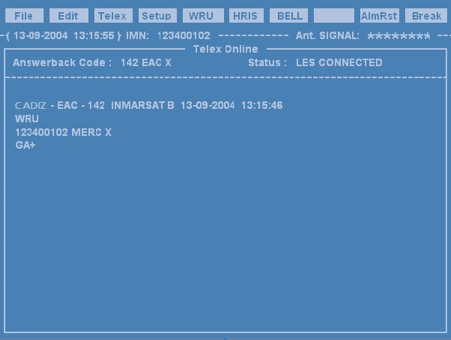 File Edit Telex Setup WRU HRIS BELL AlmRst Break
{ 13-09-2004 13:15:55 } IMN: 123400102 ------------- Ant. SIGNAL: ********
Telex Online
Answerback Code : 142 EAC X Status : LES CONNECTED
CADIZ - EAC - 142 INMARSAT B 13-09-2004 13:15:46
WRU
123400102 MERC X
GA+